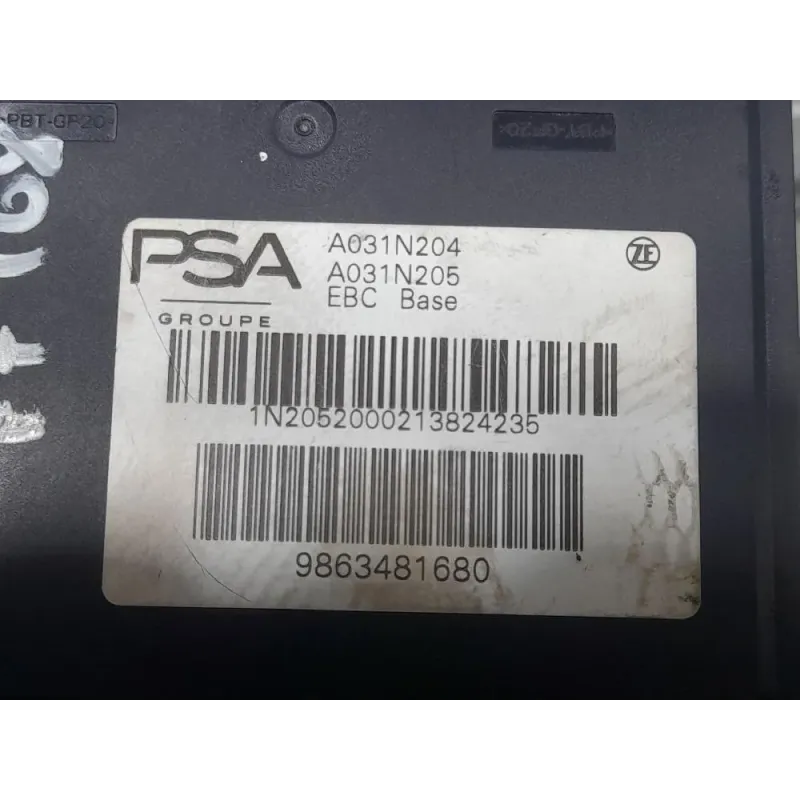 >PBT-GF20<
PSA
GROUPE
A031N204
A031N205
EBC Base
ZF
1N2052000213824235
9863481680